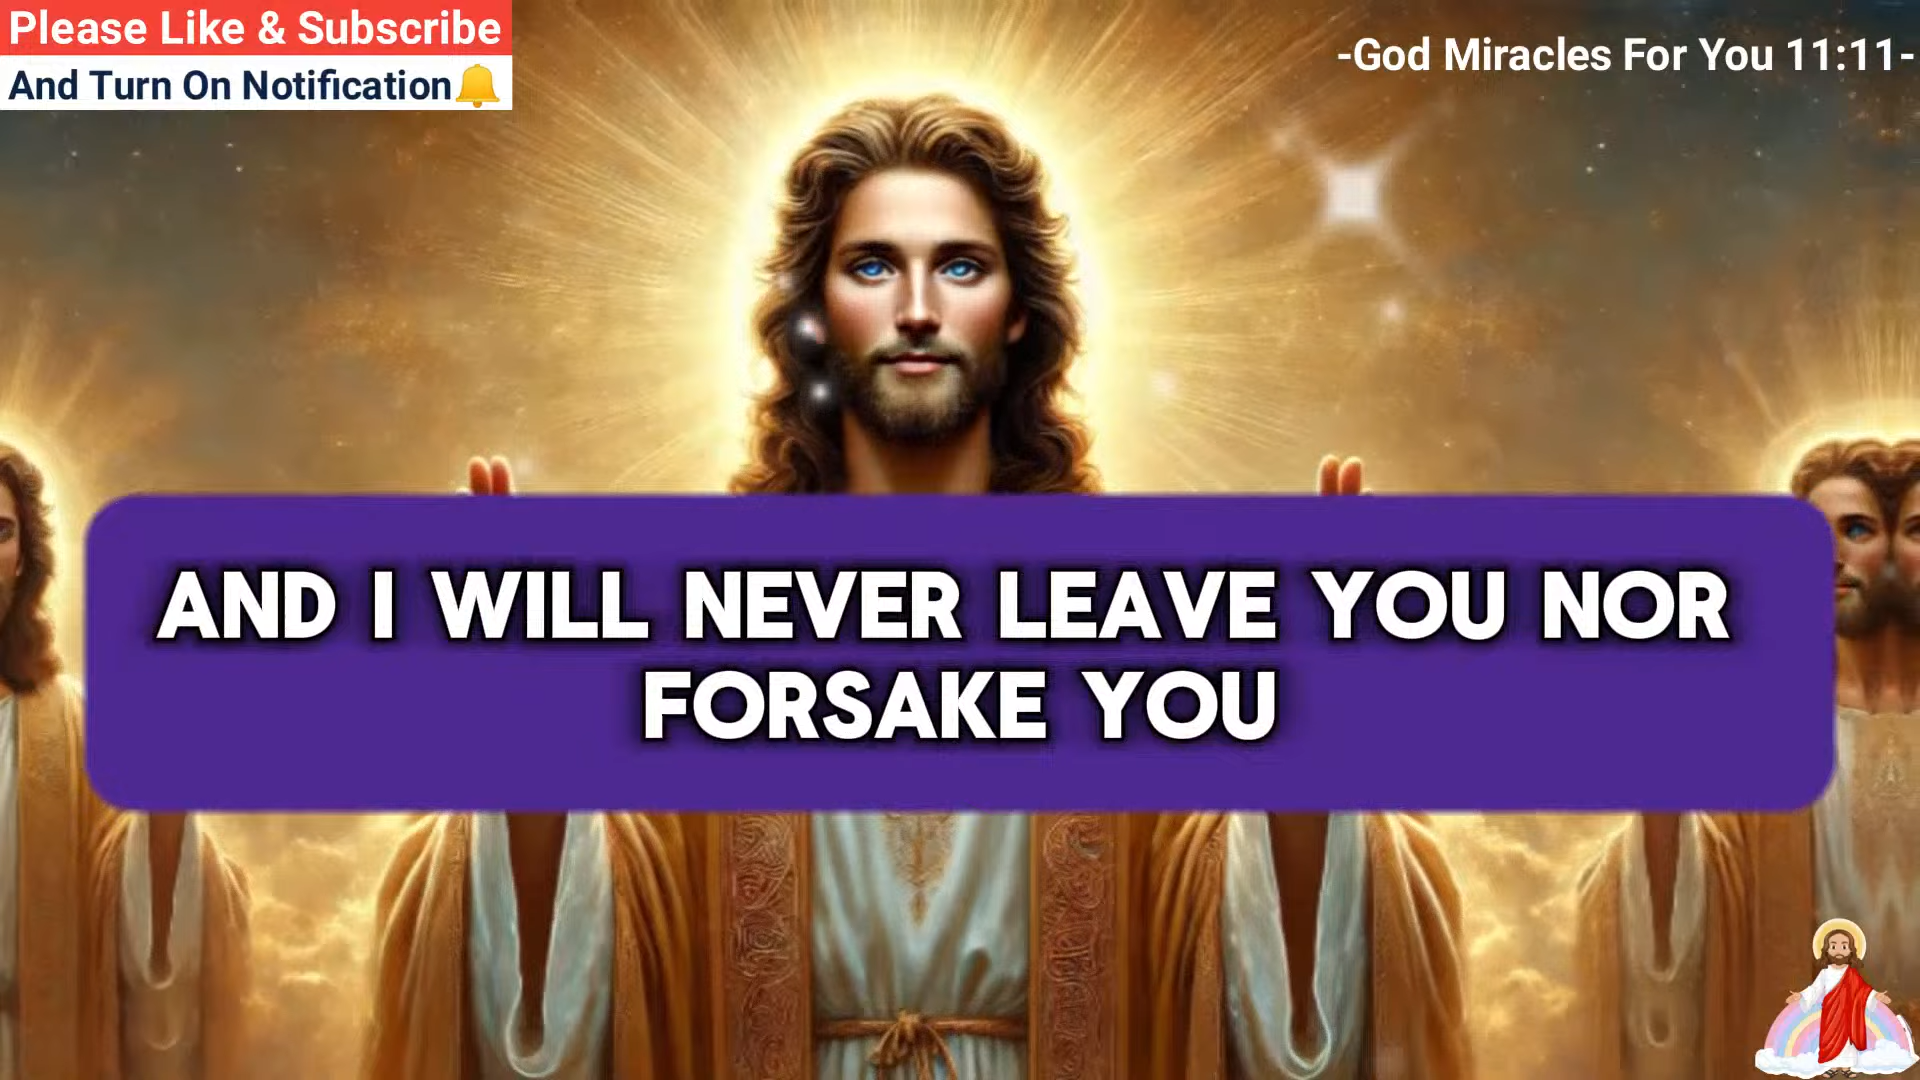 Please Like & Subscribe
And Turn On Notification🔔
-God Miracles For You 11:11-
AND I WILL NEVER LEAVE YOU NOR
FORSAKE YOU